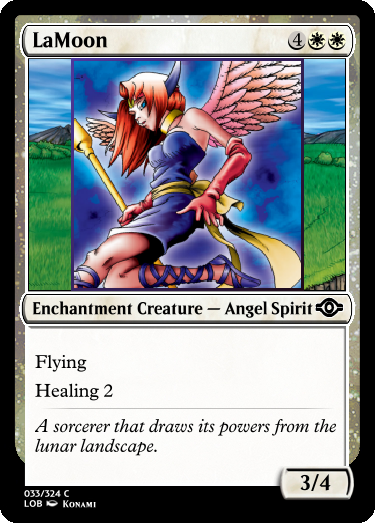 LaMoon 4
Enchantment Creature — Angel Spirit
Flying
Healing 2
A sorcerer that draws its powers from the
lunar landscape.
3/4
033/324 C
LOB Konami